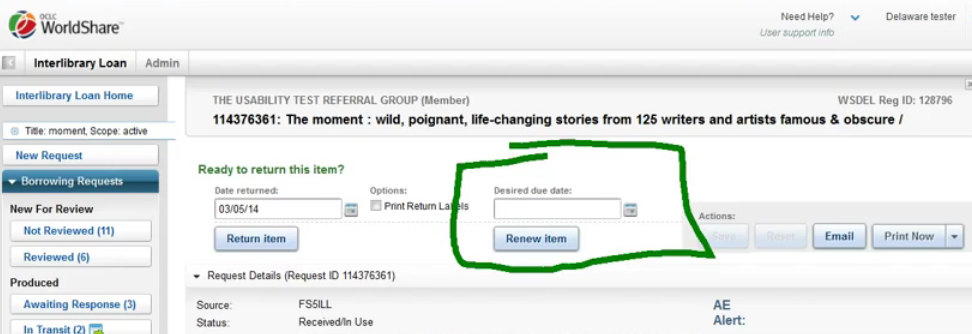 OCLC
WorldShare™
Need Help?
Delaware tester
User support info
Interlibrary Loan
Admin
Interlibrary Loan Home
THE USABILITY TEST REFERRAL GROUP (Member)
WSDEL Reg ID: 128796
114376361: The moment : wild, poignant, life-changing stories from 125 writers and artists famous & obscure /
Title: moment, Scope: active
New Request
Ready to return this item?
Borrowing Requests
Date returned:
Options:
Desired due date:
03/05/14
Print Return Labels
New For Review
Actions:
Not Reviewed (11)
Return item
Renew item
Save
Reset
Email
Print Now
Reviewed (6)
Request Details (Request ID 114376361)
Produced
Awaiting Response (3)
Source:
FS5ILL
AE
In Transit (2)
Status:
Received/In Use
Alert: